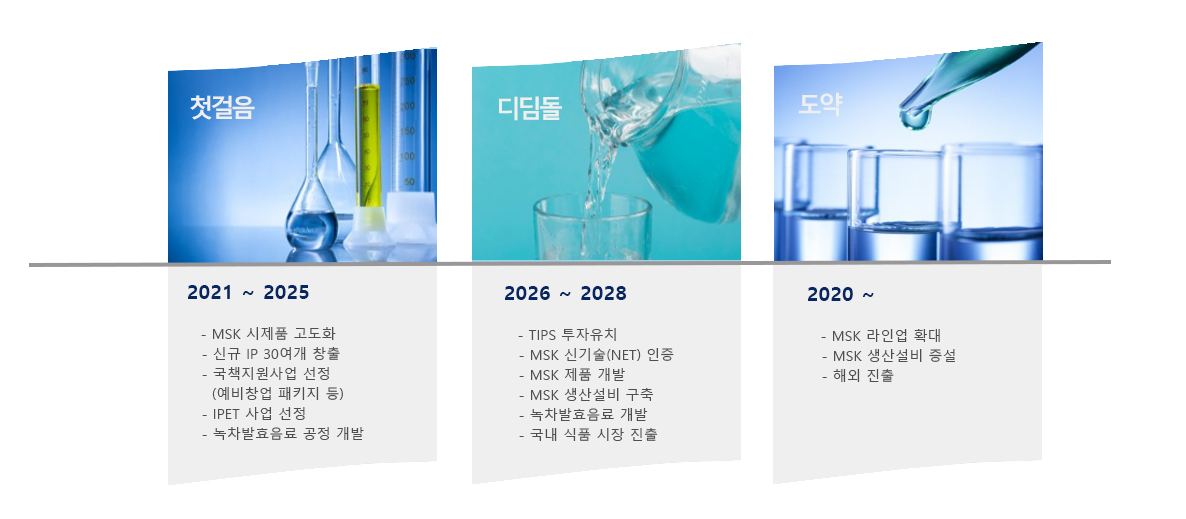 첫걸음
2021 ~ 2025
- MSK 시제품 고도화
- 신규 IP 30여개 창출
- 국책지원사업 선정
(예비창업 패키지 등)
- IPET 사업 선정
- 녹차발효음료 공정 개발
디딤돌
2026 ~ 2028
- TIPS 투자유치
- MSK 신기술(NET) 인증
- MSK 제품 개발
- MSK 생산설비 구축
- 녹차발효음료 개발
- 국내 식품 시장 진출
도약
2020 ~
- MSK 라인업 확대
- MSK 생산설비 증설
- 해외 진출